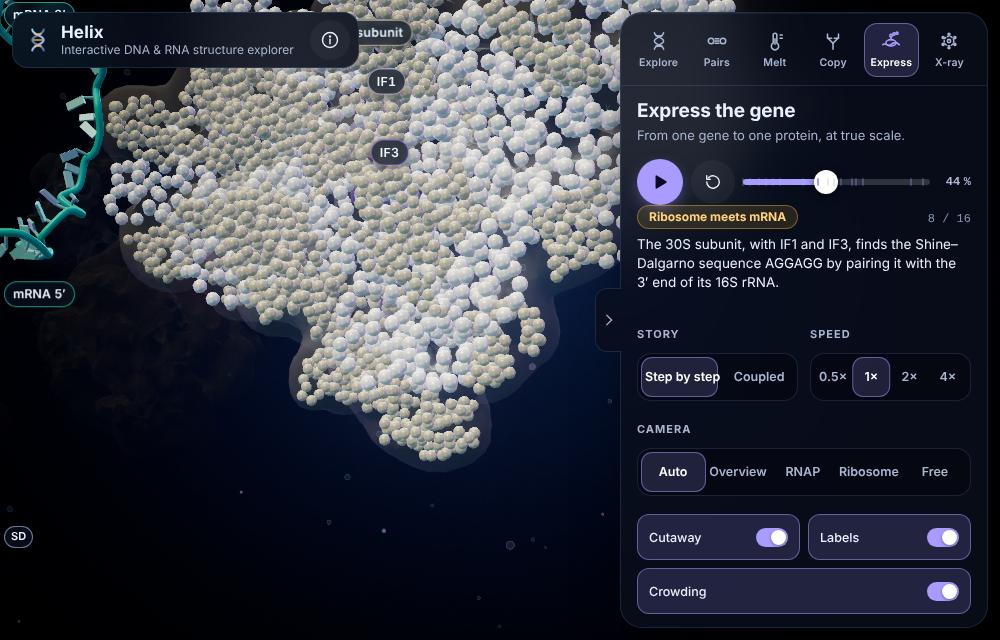 mRNA 3′
Helix
Interactive DNA & RNA structure explorer
subunit
IF1
IF3
mRNA 5′
SD
Explore
Pairs
Melt
Copy
Express
X-ray
Express the gene
From one gene to one protein, at true scale.
44 %
Ribosome meets mRNA
8 / 16
The 30S subunit, with IF1 and IF3, finds the Shine–
Dalgarno sequence AGGAGG by pairing it with the
3′ end of its 16S rRNA.
STORY
SPEED
Step by step
Coupled
0.5×
1×
2×
4×
CAMERA
Auto
Overview
RNAP
Ribosome
Free
Cutaway
Labels
Crowding